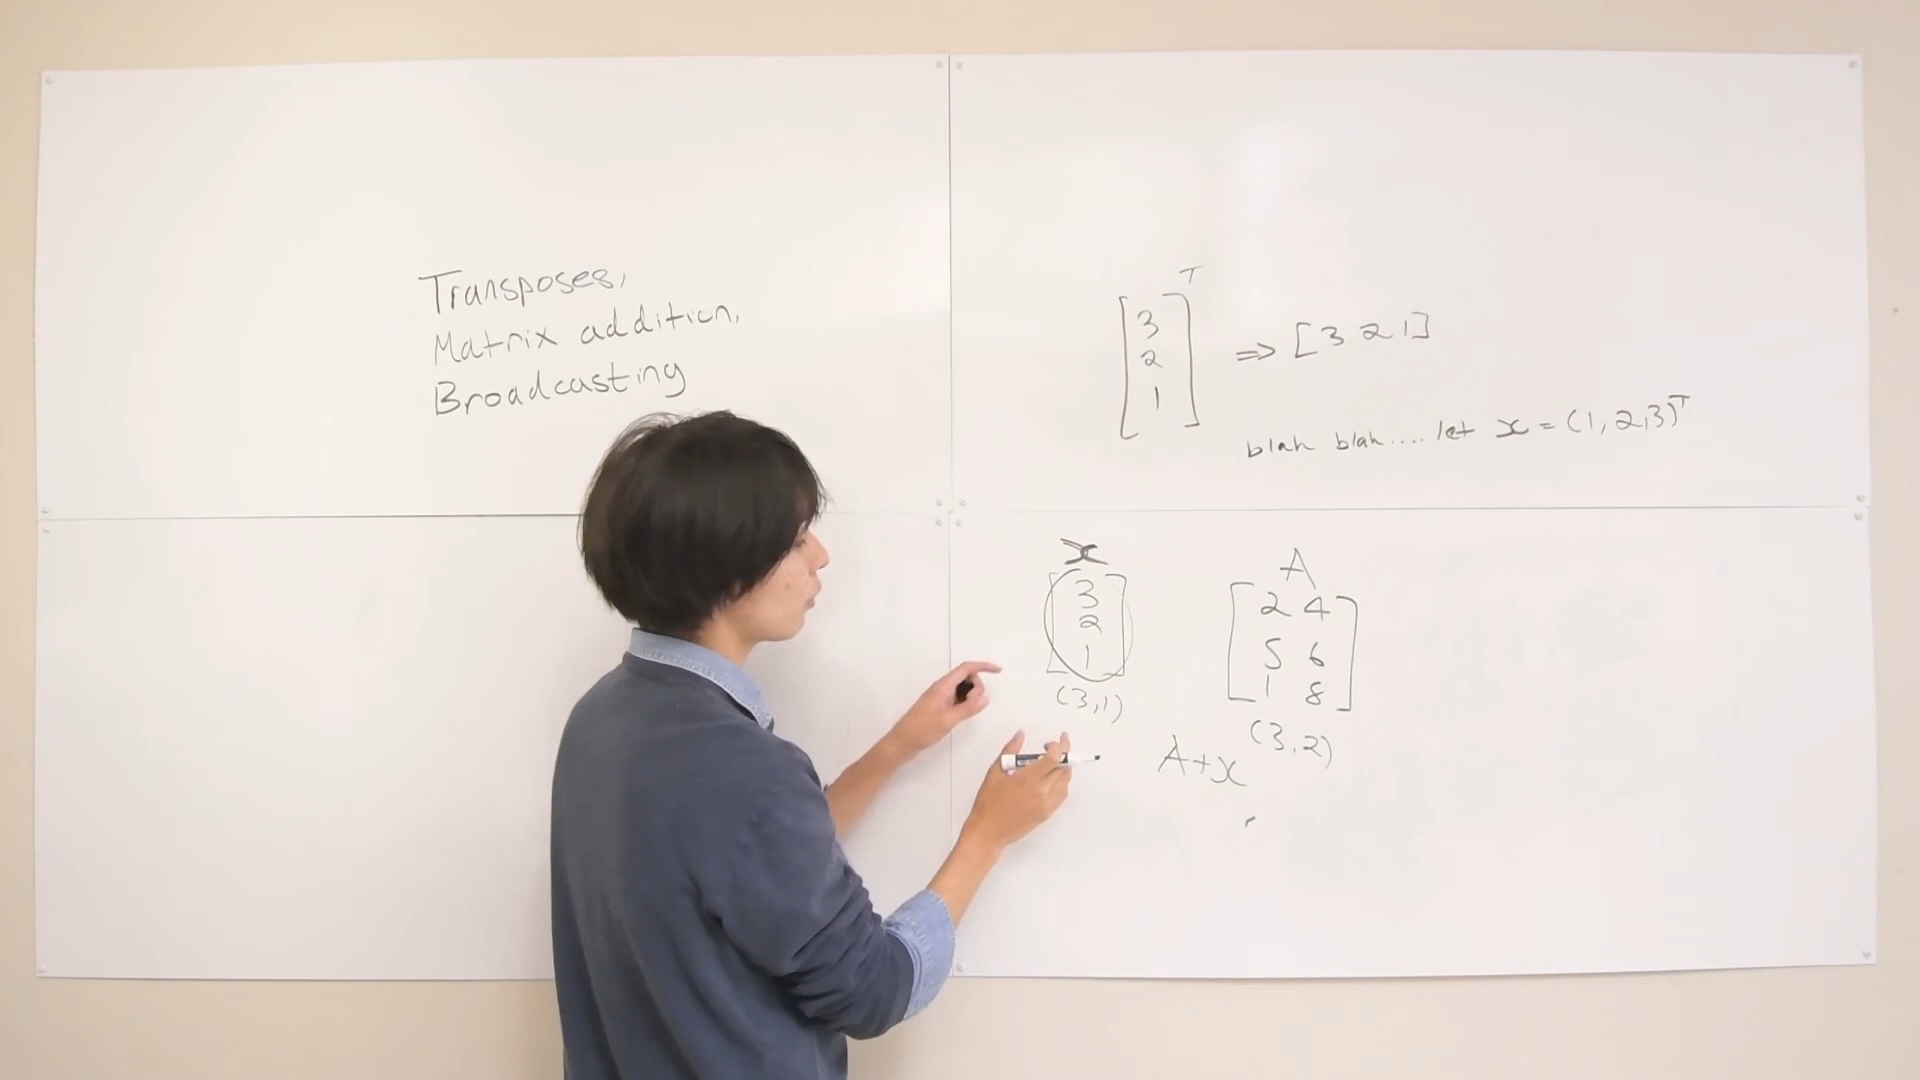 Transposes,
Matrix addition,
Broadcasting
[3 2 1]ᵀ ⇒ [3 2 1]
blah blah.... let x = (1, 2, 3)ᵀ
x
A
3
2
1
(3,1)
2 4
5 6
1 8
(3,2)
A+x